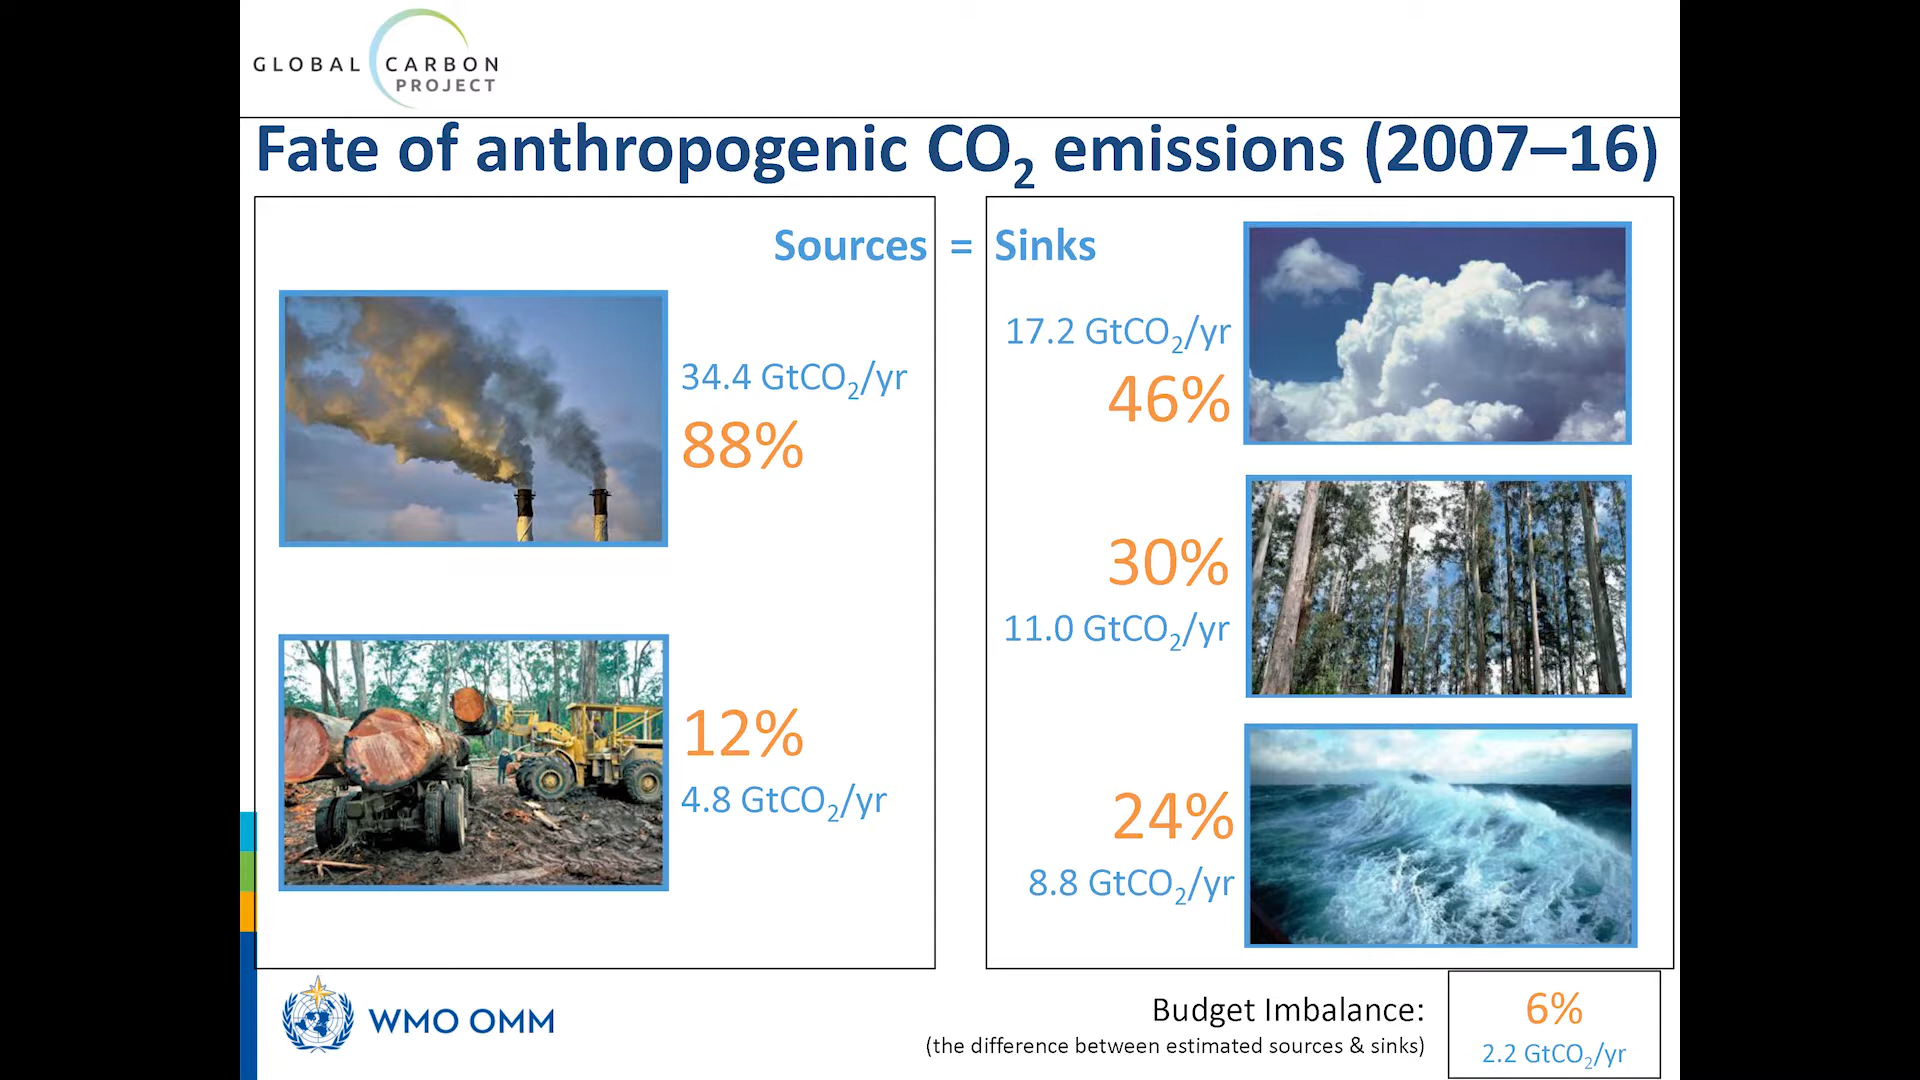 GLOBAL CARBON
PROJECT
Fate of anthropogenic CO₂ emissions (2007–16)
Sources = Sinks
34.4 GtCO₂/yr
88%
12%
4.8 GtCO₂/yr
17.2 GtCO₂/yr
46%
30%
11.0 GtCO₂/yr
24%
8.8 GtCO₂/yr
WMO OMM
Budget Imbalance:
(the difference between estimated sources & sinks)
6%
2.2 GtCO₂/yr